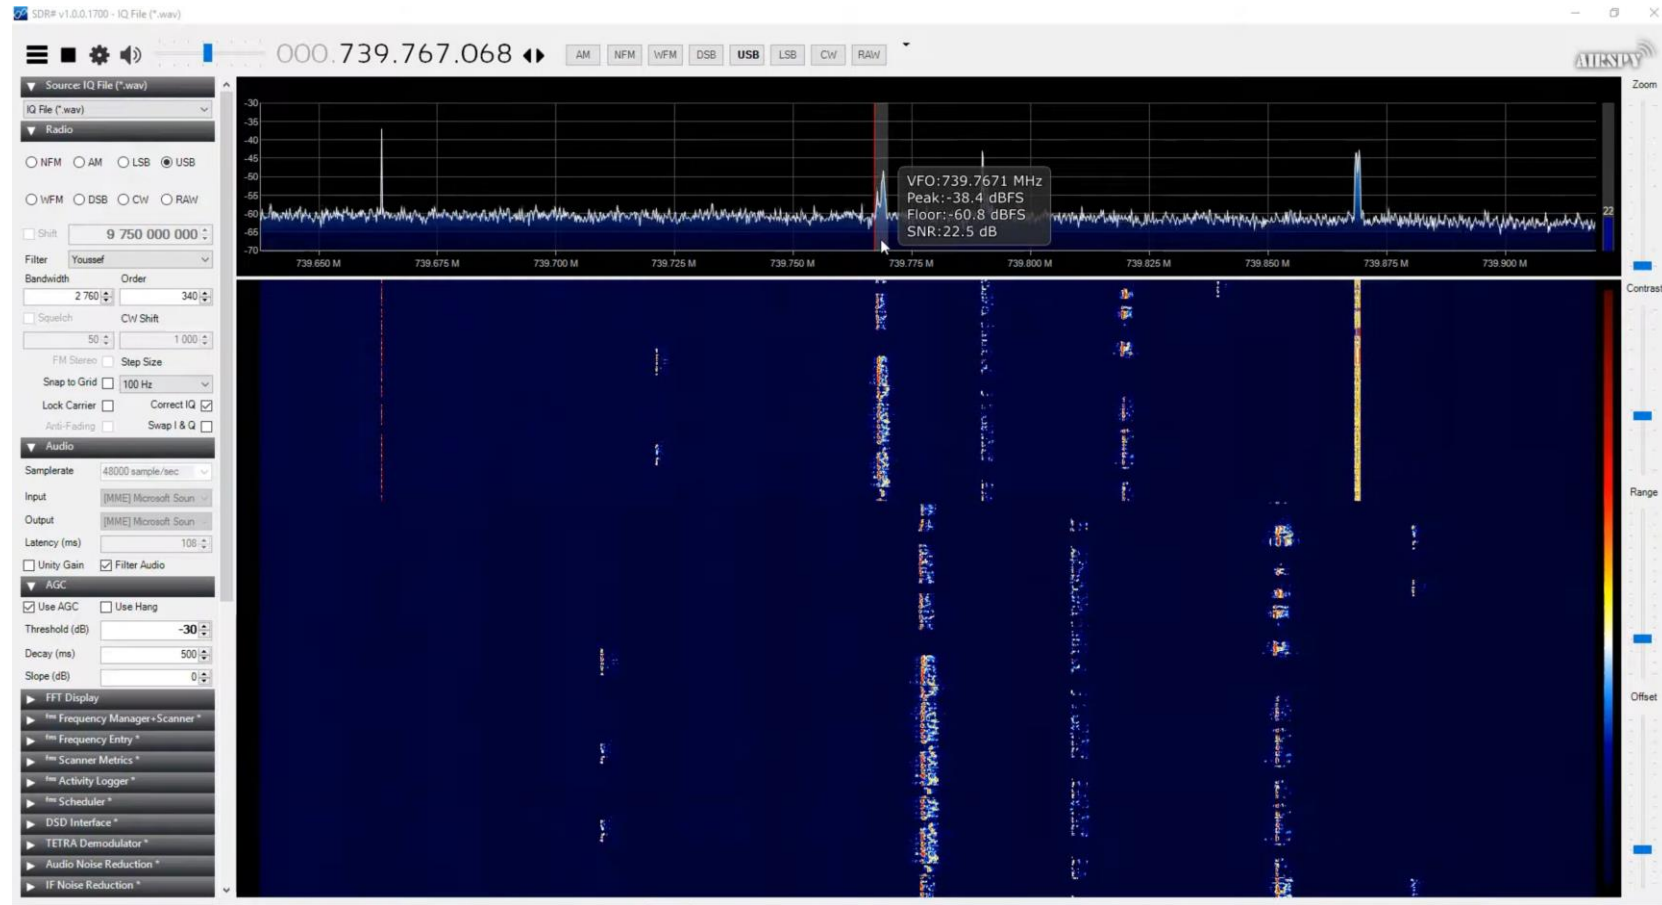 SDR# v1.0.0.1700 - IQ File (*.wav)
000.739.767.068
AM NFM WFM DSB USB LSB CW RAW
AIRSPY
Source: IQ File (*.wav)
IQ File (*.wav)
Radio
NFM AM LSB USB
WFM DSB CW RAW
Shift 9 750 000 000
Filter Youssef
Bandwidth Order
2 760 340
Squelch CW Shift
50 1 000
FM Stereo Step Size
Snap to Grid 100 Hz
Lock Carrier Correct IQ
Anti-Fading Swap I & Q
Audio
Samplerate 48000 sample/sec
Input [MME] Microsoft Soun
Output [MME] Microsoft Soun
Latency (ms) 108
Unity Gain Filter Audio
AGC
Use AGC Use Hang
Threshold (dB) -30
Decay (ms) 500
Slope (dB) 0
FFT Display
Frequency Manager+Scanner *
Frequency Entry *
Scanner Metrics *
Activity Logger *
Scheduler *
DSD Interface *
TETRA Demodulator *
Audio Noise Reduction *
IF Noise Reduction *
-30
-35
-40
-45
-50
-55
-60
-65
-70
VFO:739.7671 MHz
Peak:-38.4 dBFS
Floor:-60.8 dBFS
SNR:22.5 dB
22
739.650 M 739.675 M 739.700 M 739.725 M 739.750 M 739.775 M 739.800 M 739.825 M 739.850 M 739.875 M 739.900 M
Zoom
Contrast
Range
Offset